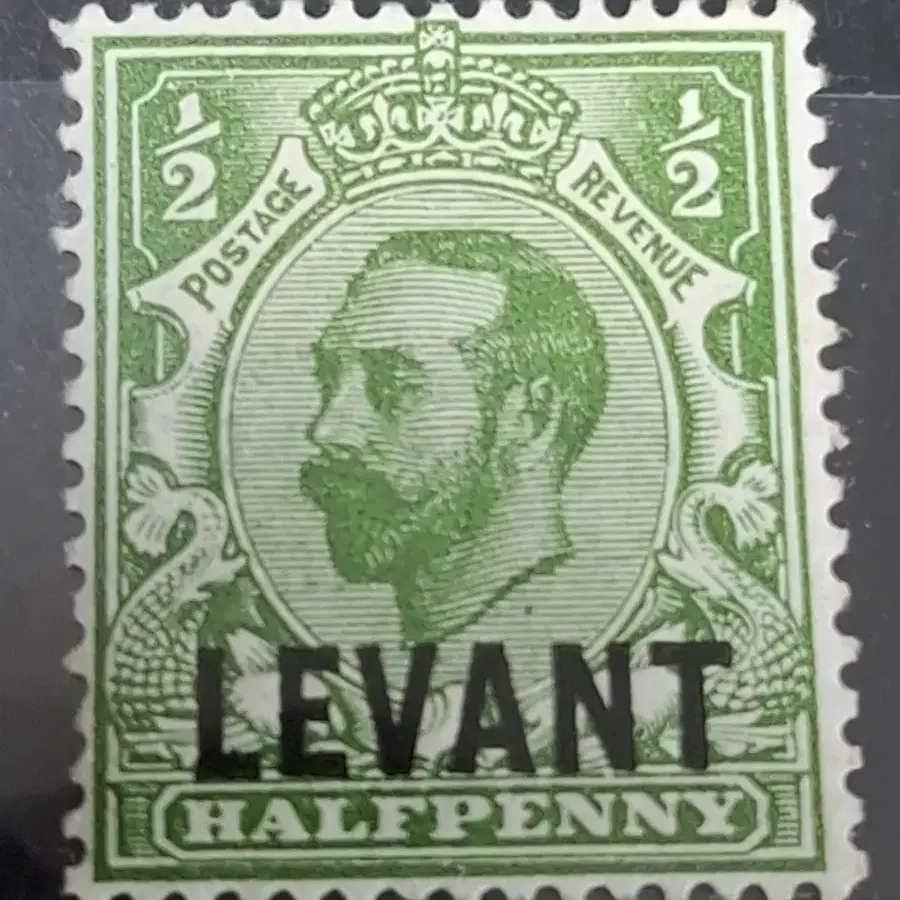 ½ ½
POSTAGE REVENUE
LEVANT
HALFPENNY